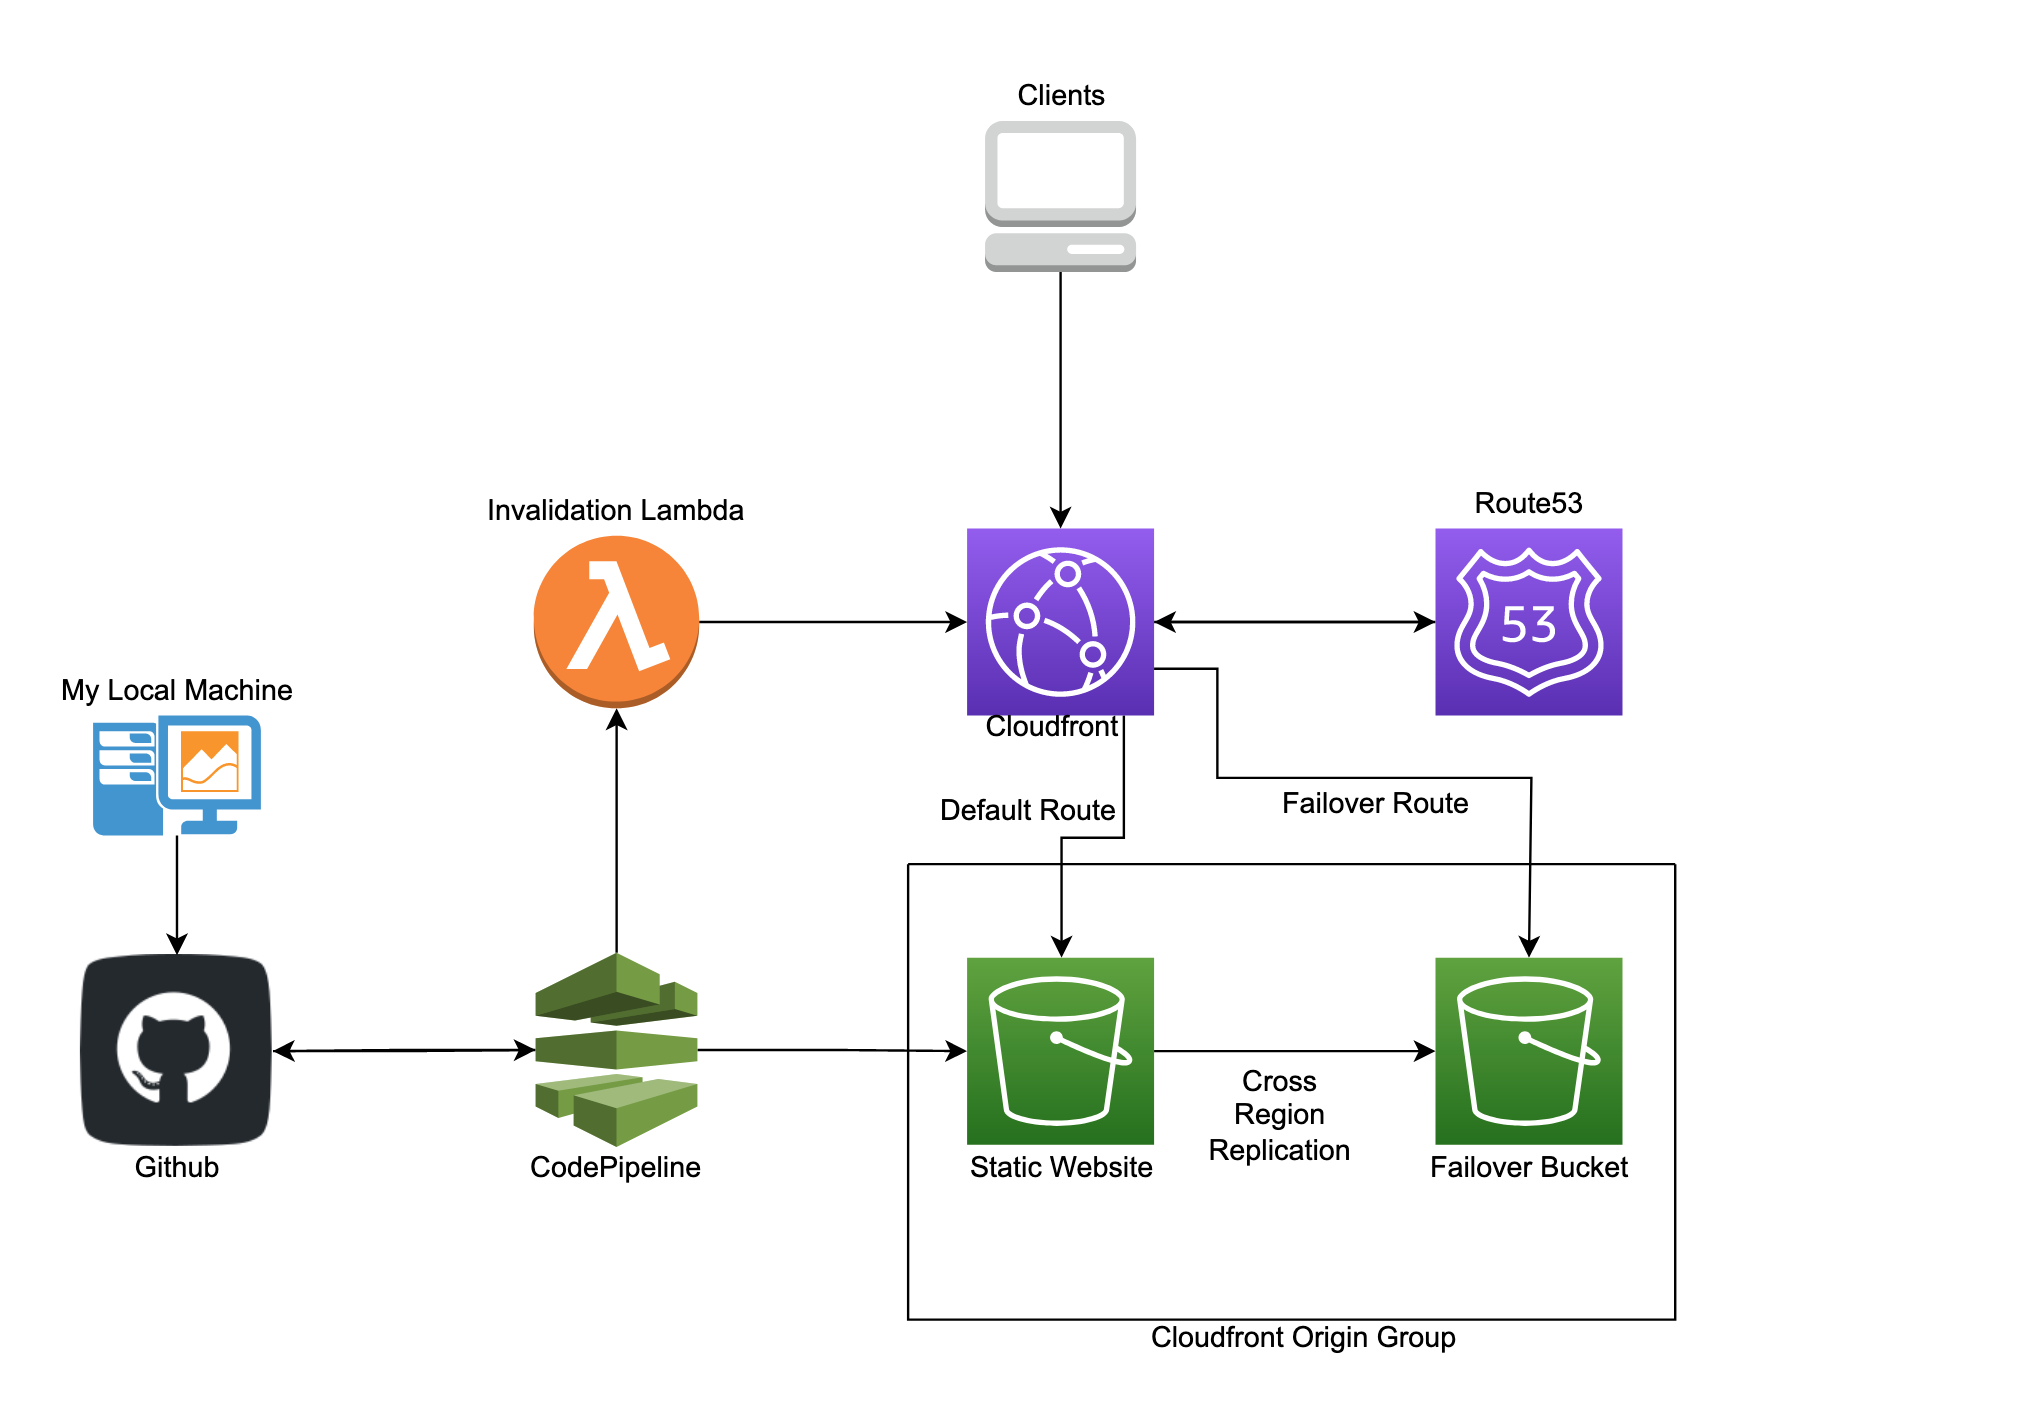 Clients
Invalidation Lambda
Route53
53
My Local Machine
Cloudfront
Default Route
Failover Route
Cross
Region
Replication
Github
CodePipeline
Static Website
Failover Bucket
Cloudfront Origin Group